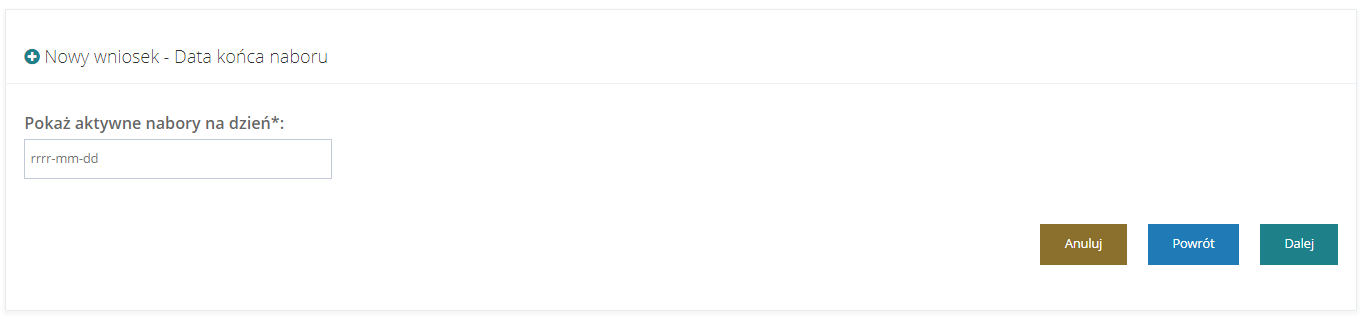 Nowy wniosek - Data końca naboru
Pokaż aktywne nabory na dzień*:
rrrr-mm-dd
Anuluj
Powrót
Dalej